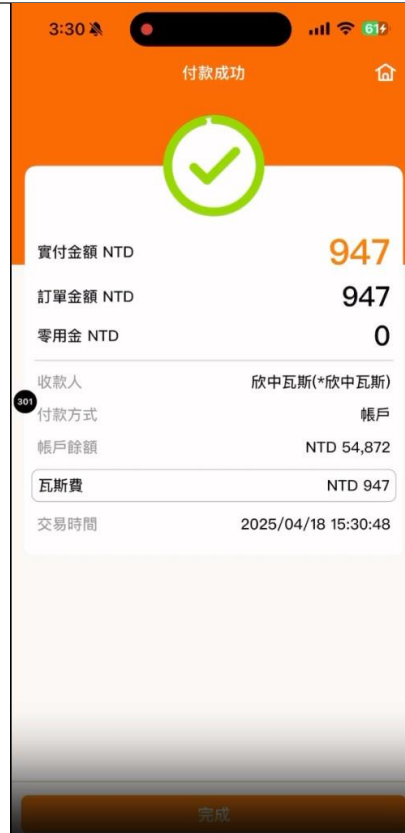 3:30 61
付款成功
實付金額 NTD 947
訂單金額 NTD 947
零用金 NTD 0
收款人 欣中瓦斯(*欣中瓦斯)
301
付款方式 帳戶
帳戶餘額 NTD 54,872
瓦斯費 NTD 947
交易時間 2025/04/18 15:30:48
完成